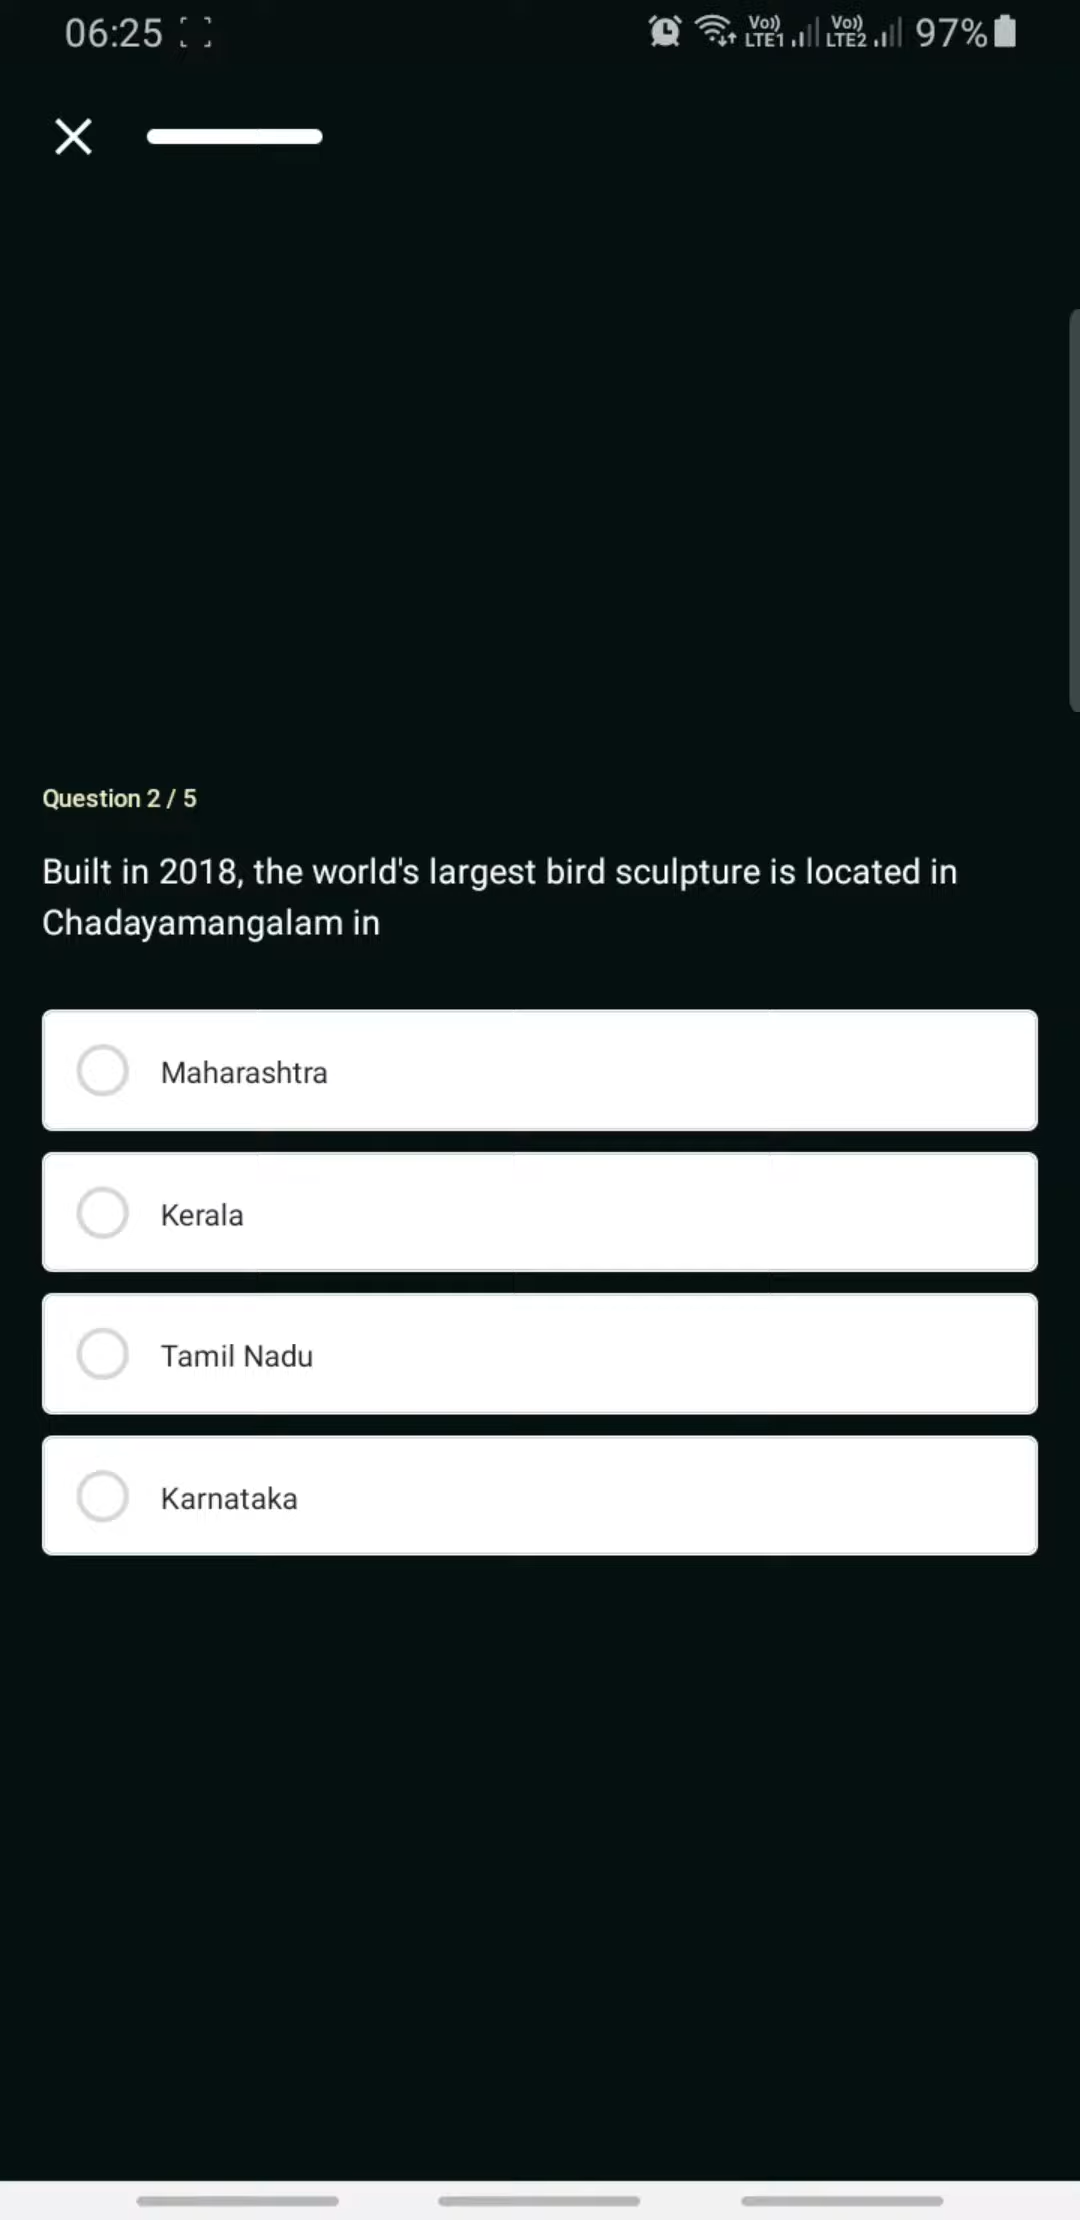 06:25
Vo)) LTE1 Vo)) LTE2 97%
Question 2 / 5
Built in 2018, the world's largest bird sculpture is located in
Chadayamangalam in
Maharashtra
Kerala
Tamil Nadu
Karnataka